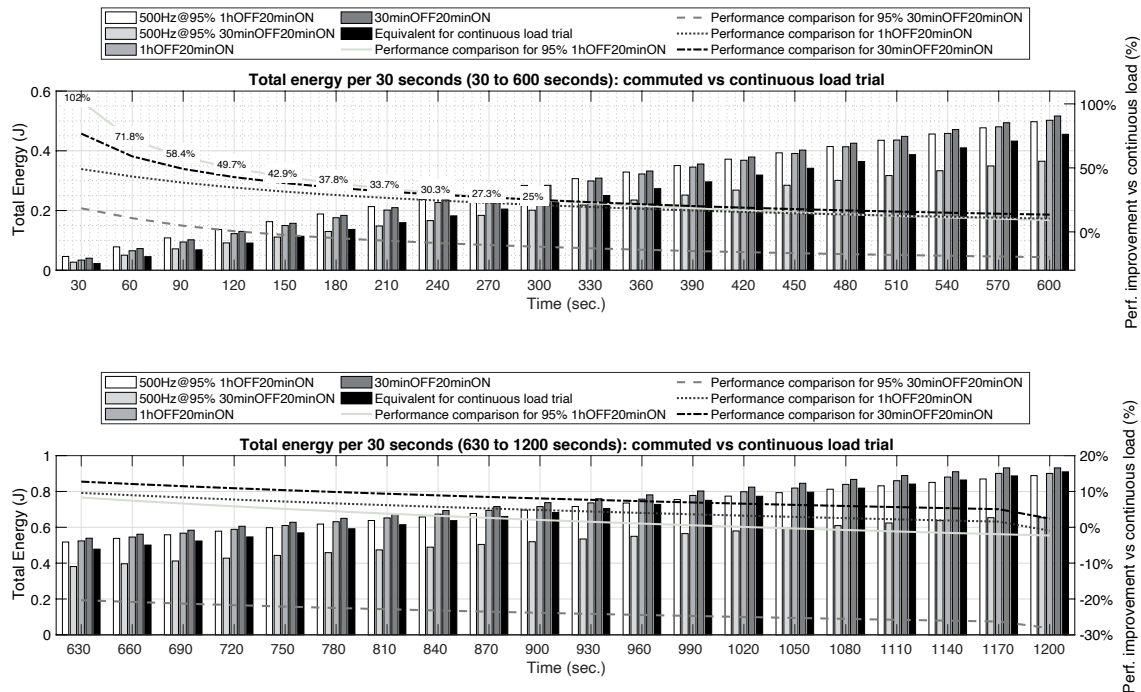 500Hz@95% 1hOFF20minON
500Hz@95% 30minOFF20minON
1hOFF20minON
30minOFF20minON
Equivalent for continuous load trial
Performance comparison for 95% 1hOFF20minON
Performance comparison for 95% 30minOFF20minON
Performance comparison for 1hOFF20minON
Performance comparison for 30minOFF20minON
Total energy per 30 seconds (30 to 600 seconds): commuted vs continuous load trial
Total Energy (J)
0.6
0.4
0.2
0
102%
71.8%
58.4%
49.7%
42.9%
37.8%
33.7%
30.3%
27.3%
25%
100%
50%
0%
Perf. improvement vs continuous load (%)
30 60 90 120 150 180 210 240 270 300 330 360 390 420 450 480 510 540 570 600
Time (sec.)
500Hz@95% 1hOFF20minON
500Hz@95% 30minOFF20minON
1hOFF20minON
30minOFF20minON
Equivalent for continuous load trial
Performance comparison for 95% 1hOFF20minON
Performance comparison for 95% 30minOFF20minON
Performance comparison for 1hOFF20minON
Performance comparison for 30minOFF20minON
Total energy per 30 seconds (630 to 1200 seconds): commuted vs continuous load trial
Total Energy (J)
1
0.8
0.6
0.4
0.2
0
20%
10%
0%
-10%
-20%
-30%
Perf. improvement vs continuous load (%)
630 660 690 720 750 780 810 840 870 900 930 960 990 1020 1050 1080 1110 1140 1170 1200
Time (sec.)